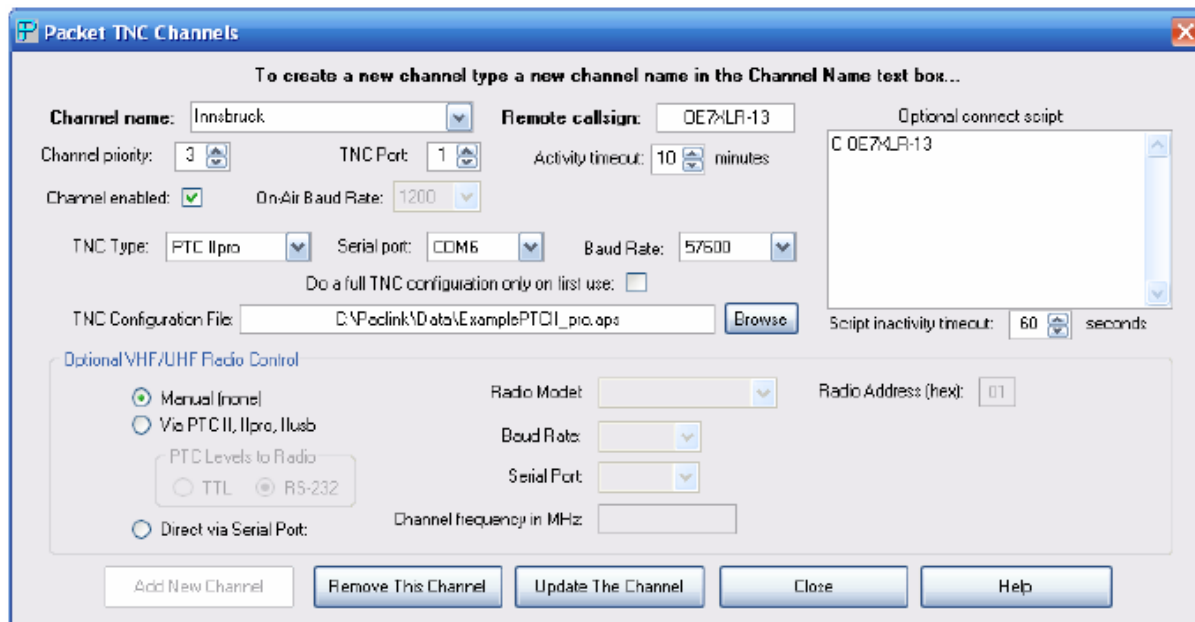 Packet TNC Channels
To create a new channel type a new channel name in the Channel Name text box...
Channel name: Innsbruck Remote callsign: OE7XLR-13 Optional connect script
Channel priority: 3 TNC Port: 1 Activity timeout: 10 minutes C OE7XLR-13
Channel enabled: On-Air Baud Rate: 1200
TNC Type: PTC IIpro Serial port: COM6 Baud Rate: 57600
Do a full TNC configuration only on first use:
TNC Configuration File: Browse Script inactivity timeout: 60 seconds
Optional VHF/UHF Radio Control
Manual (none) Radio Model: Radio Address (hex): 01
Via PTC II, IIpro, IIusb Baud Rate:
PTC Levels to Radio Serial Port:
TTL RS-232
Direct via Serial Port: Channel frequency in MHz:
Add New Channel Remove This Channel Update The Channel Close Help